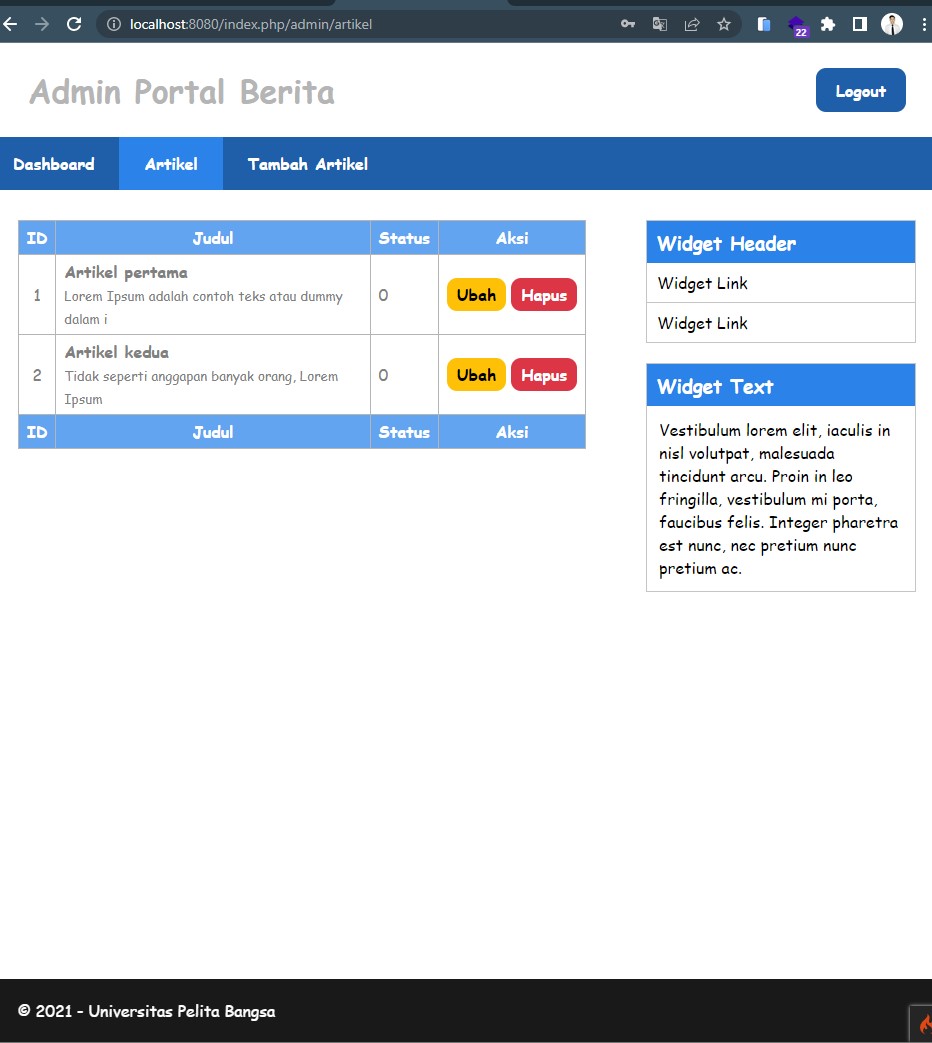 localhost:8080/index.php/admin/artikel
22
Admin Portal Berita
Logout
Dashboard Artikel Tambah Artikel
ID Judul Status Aksi
1 Artikel pertama 0 Ubah Hapus
Lorem Ipsum adalah contoh teks atau dummy
dalam i
2 Artikel kedua 0 Ubah Hapus
Tidak seperti anggapan banyak orang, Lorem
Ipsum
ID Judul Status Aksi
Widget Header
Widget Link
Widget Link
Widget Text
Vestibulum lorem elit, iaculis in
nisl volutpat, malesuada
tincidunt arcu. Proin in leo
fringilla, vestibulum mi porta,
faucibus felis. Integer pharetra
est nunc, nec pretium nunc
pretium ac.
© 2021 - Universitas Pelita Bangsa